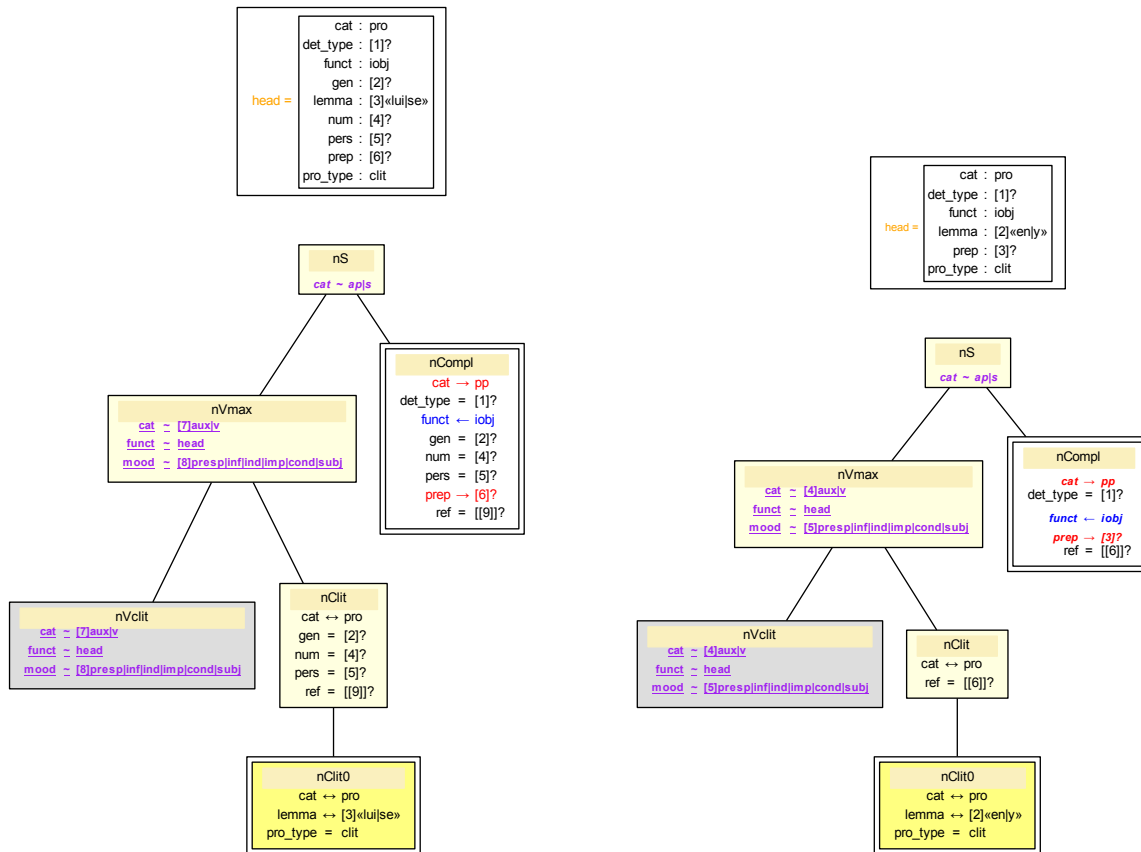 cat : pro
det_type : [1]?
funct : iobj
gen : [2]?
head =
lemma : [3]«lui|se»
num : [4]?
pers : [5]?
prep : [6]?
pro_type : clit
nS
cat ~ ap|s
nCompl
cat → pp
det_type = [1]?
funct ← iobj
gen = [2]?
num = [4]?
pers = [5]?
prep → [6]?
ref = [[9]]?
nVmax
cat ~ [7]aux|v
funct ~ head
mood ~ [8]presp|inf|ind|imp|cond|subj
nVclit
cat ~ [7]aux|v
funct ~ head
mood ~ [8]presp|inf|ind|imp|cond|subj
nClit
cat ↔ pro
gen = [2]?
num = [4]?
pers = [5]?
ref = [[9]]?
nClit0
cat ↔ pro
lemma ↔ [3]«lui|se»
pro_type = clit
cat : pro
det_type : [1]?
funct : iobj
head =
lemma : [2]«en|y»
prep : [3]?
pro_type : clit
nS
cat ~ ap|s
nCompl
cat → pp
det_type = [1]?
funct ← iobj
prep → [3]?
ref = [[6]]?
nVmax
cat ~ [4]aux|v
funct ~ head
mood ~ [5]presp|inf|ind|imp|cond|subj
nVclit
cat ~ [4]aux|v
funct ~ head
mood ~ [5]presp|inf|ind|imp|cond|subj
nClit
cat ↔ pro
ref = [[6]]?
nClit0
cat ↔ pro
lemma ↔ [2]«en|y»
pro_type = clit